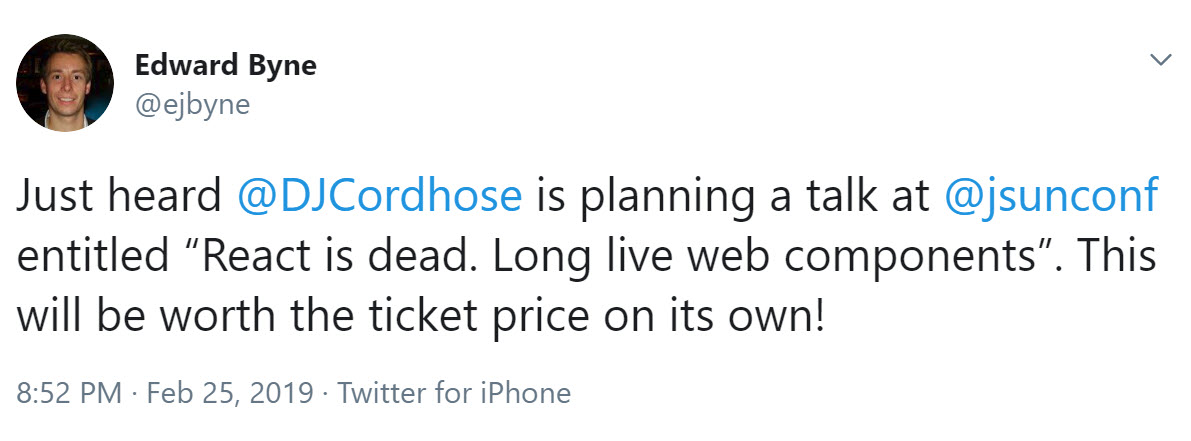 Edward Byne
@ejbyne
Just heard @DJCordhose is planning a talk at @jsunconf
entitled “React is dead. Long live web components”. This
will be worth the ticket price on its own!
8:52 PM · Feb 25, 2019 · Twitter for iPhone